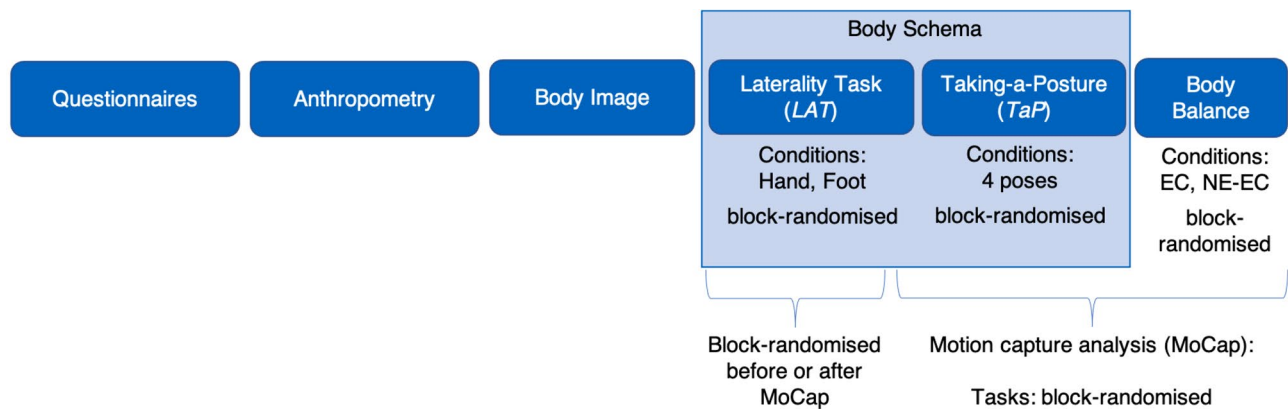 Body Schema
Questionnaires
Anthropometry
Body Image
Laterality Task
(LAT)
Taking-a-Posture
(TaP)
Body
Balance
Conditions:
Hand, Foot
block-randomised
Conditions:
4 poses
block-randomised
Conditions:
EC, NE-EC
block-
randomised
Block-randomised
before or after
MoCap
Motion capture analysis (MoCap):
Tasks: block-randomised